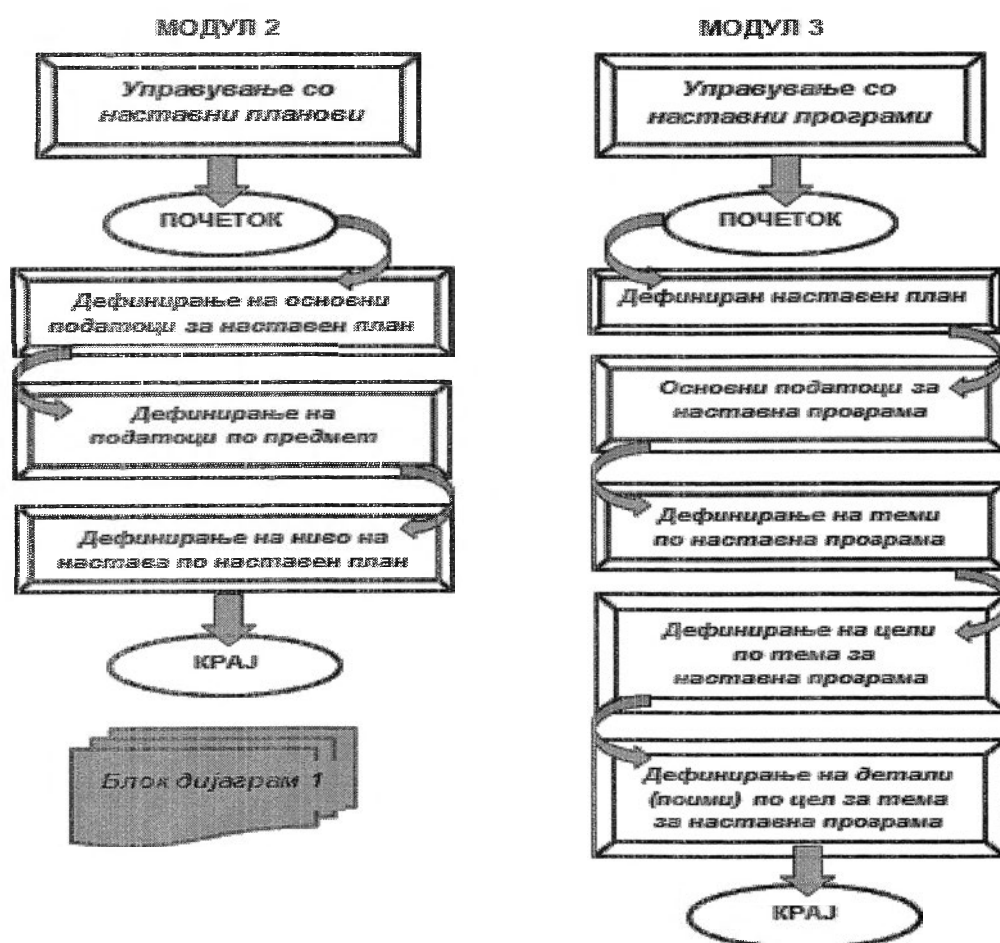 МОДУЛ 2
Управување со
наставни планови
ПОЧЕТОК
Дефинирање на основни
податоци за наставен план
Дефинирање на
податоци по предмет
Дефинирање на ниво на
настава по наставен план
КРАЈ
Блок дијаграм 1
МОДУЛ 3
Управување со
наставни програми
ПОЧЕТОК
Дефиниран наставен план
Основни податоци за
наставна програма
Дефинирање на теми
по наставна програма
Дефинирање на цели
по тема за
наставна програма
Дефинирање на детали
(поими) по цел за тема
за наставна програма
КРАЈ